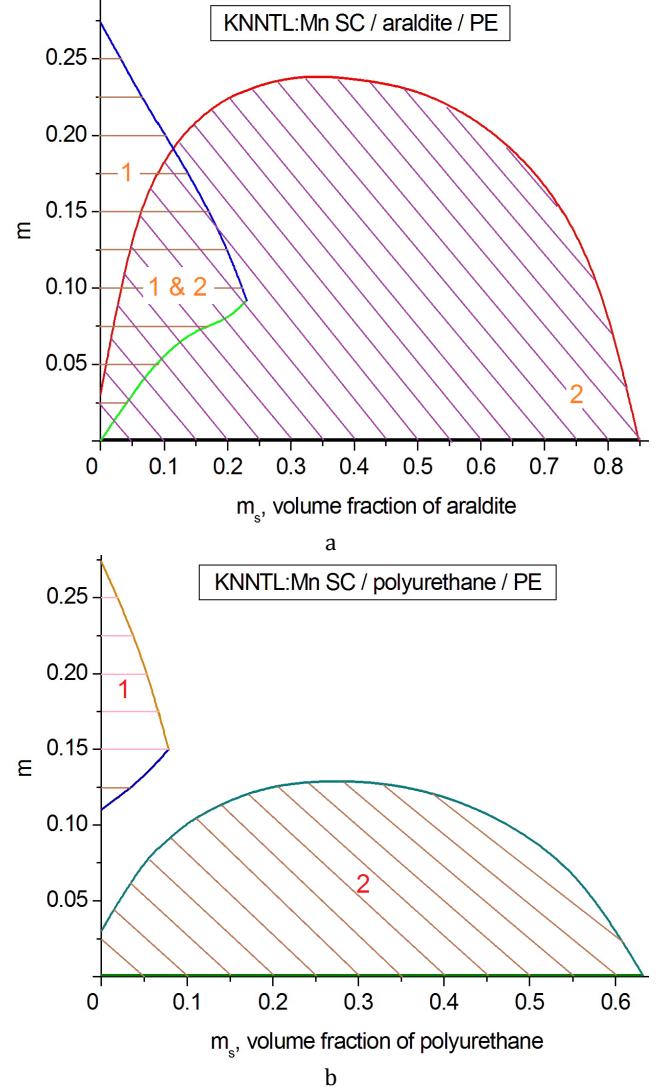 KNNTL:Mn SC / araldite / PE
0.25
0.20
1
0.15
m
1 & 2
0.10
0.05
2
0 0.1 0.2 0.3 0.4 0.5 0.6 0.7 0.8
mₛ, volume fraction of araldite
a
KNNTL:Mn SC / polyurethane / PE
0.25
0.20
1
0.15
m
0.10
2
0.05
0 0.1 0.2 0.3 0.4 0.5 0.6
mₛ, volume fraction of polyurethane
b